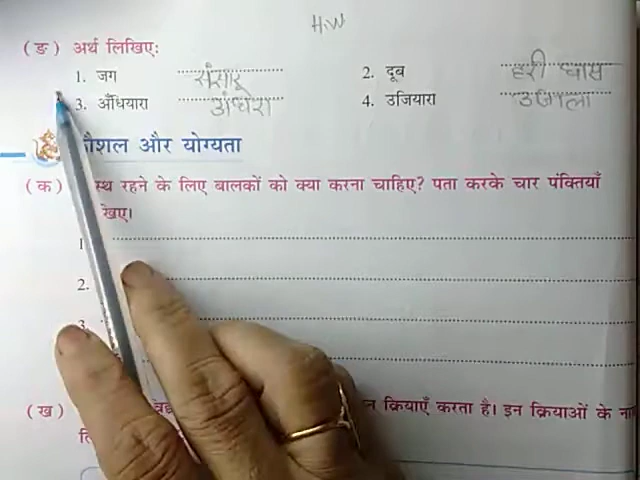 H.W
(ङ) अर्थ लिखिए:
1. जग संसार 2. दूब हरी घास
3. अँधियारा अंधेरा 4. उजियारा उजाला
कौशल और योग्यता
(क) स्थ रहने के लिए बालकों को क्या करना चाहिए? पता करके चार पंक्तियाँ
खिए।
1
2.
3.
(ख) न क्रियाएँ करता है। इन क्रियाओं के ना